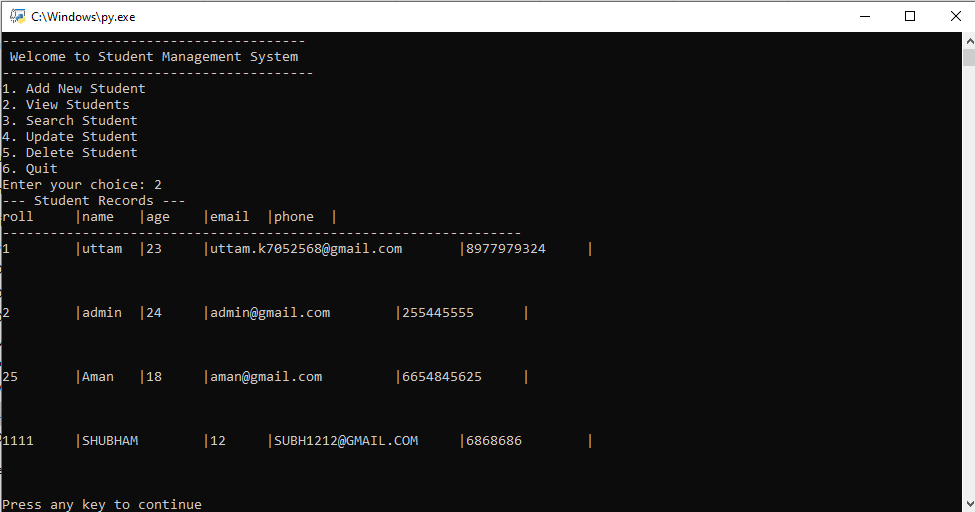 C:\Windows\py.exe
--------------------------------------
 Welcome to Student Management System
---------------------------------------
1. Add New Student
2. View Students
3. Search Student
4. Update Student
5. Delete Student
6. Quit
Enter your choice: 2
--- Student Records ---
roll     |name   |age    |email  |phone  |
-----------------------------------------------------------------
1        |uttam  |23     |uttam.k7052568@gmail.com       |8977979324     |
2        |admin  |24     |admin@gmail.com        |255445555      |
25       |Aman   |18     |aman@gmail.com         |6654845625     |
1111     |SHUBHAM        |12     |SUBH1212@GMAIL.COM     |6868686        |
Press any key to continue